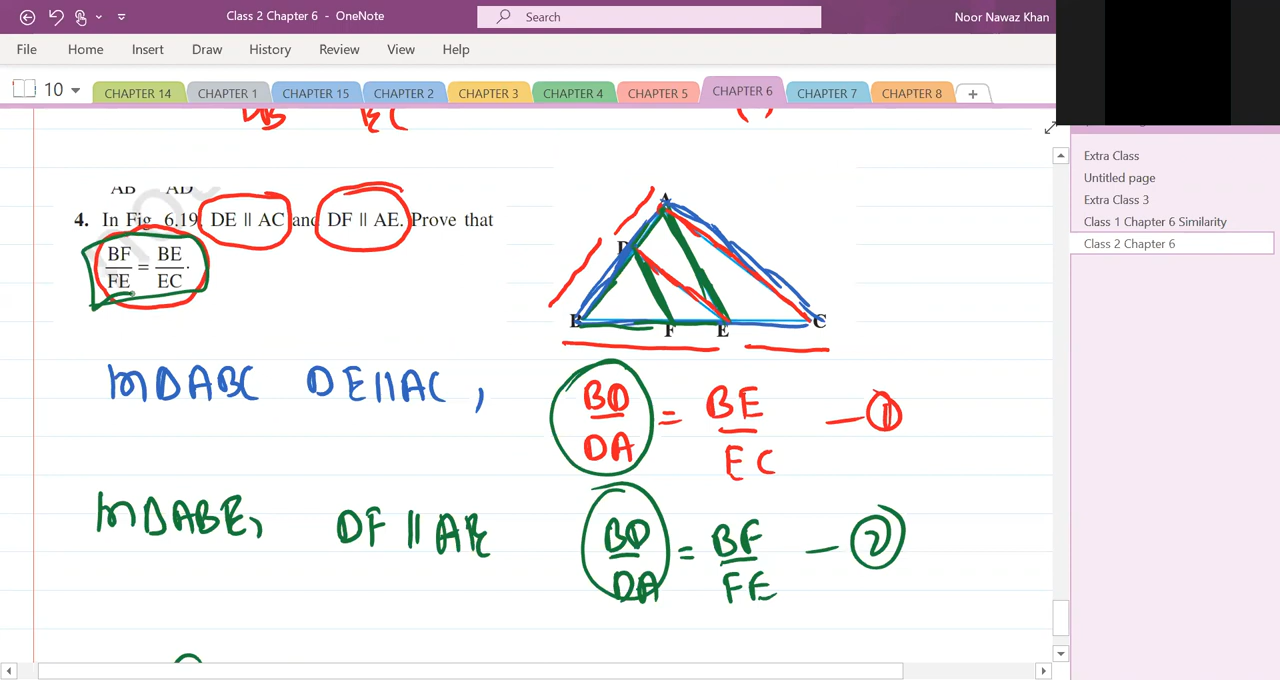 Class 2 Chapter 6 - OneNote
Search
Noor Nawaz Khan
File Home Insert Draw History Review View Help
10 CHAPTER 14 CHAPTER 1 CHAPTER 15 CHAPTER 2 CHAPTER 3 CHAPTER 4 CHAPTER 5 CHAPTER 6 CHAPTER 7 CHAPTER 8 +
Extra Class
Untitled page
Extra Class 3
Class 1 Chapter 6 Similarity
Class 2 Chapter 6
DB EC
AB AD
4. In Fig. 6.19, DE || AC and DF || AE. Prove that
BF/FE = BE/EC.
A
D
B F E C
In ΔABC DE || AC, BD/DA = BE/EC — ①
In ΔABE, DF || AE BD/DA = BF/FE — ②